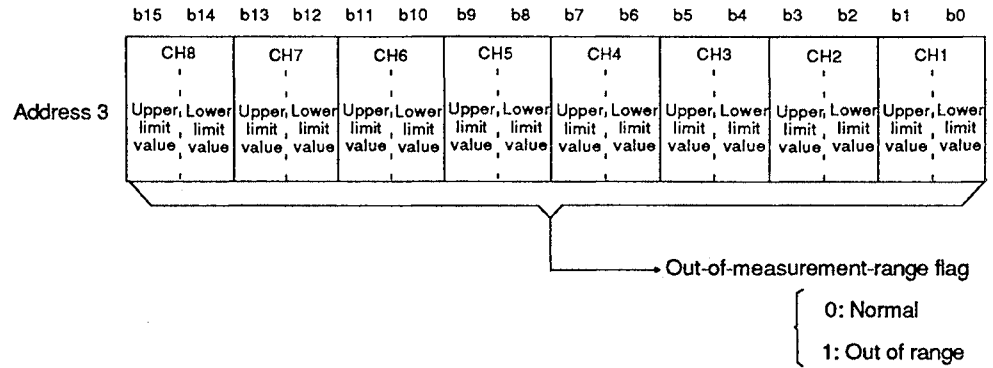 b15 b14 b13 b12 b11 b10 b9 b8 b7 b6 b5 b4 b3 b2 b1 b0
CH8 CH7 CH6 CH5 CH4 CH3 CH2 CH1
Address 3
Upper Lower Upper Lower Upper Lower Upper Lower Upper Lower Upper Lower Upper Lower Upper Lower
limit limit limit limit limit limit limit limit limit limit limit limit limit limit limit limit
value value value value value value value value value value value value value value value value
Out-of-measurement-range flag
0: Normal
1: Out of range